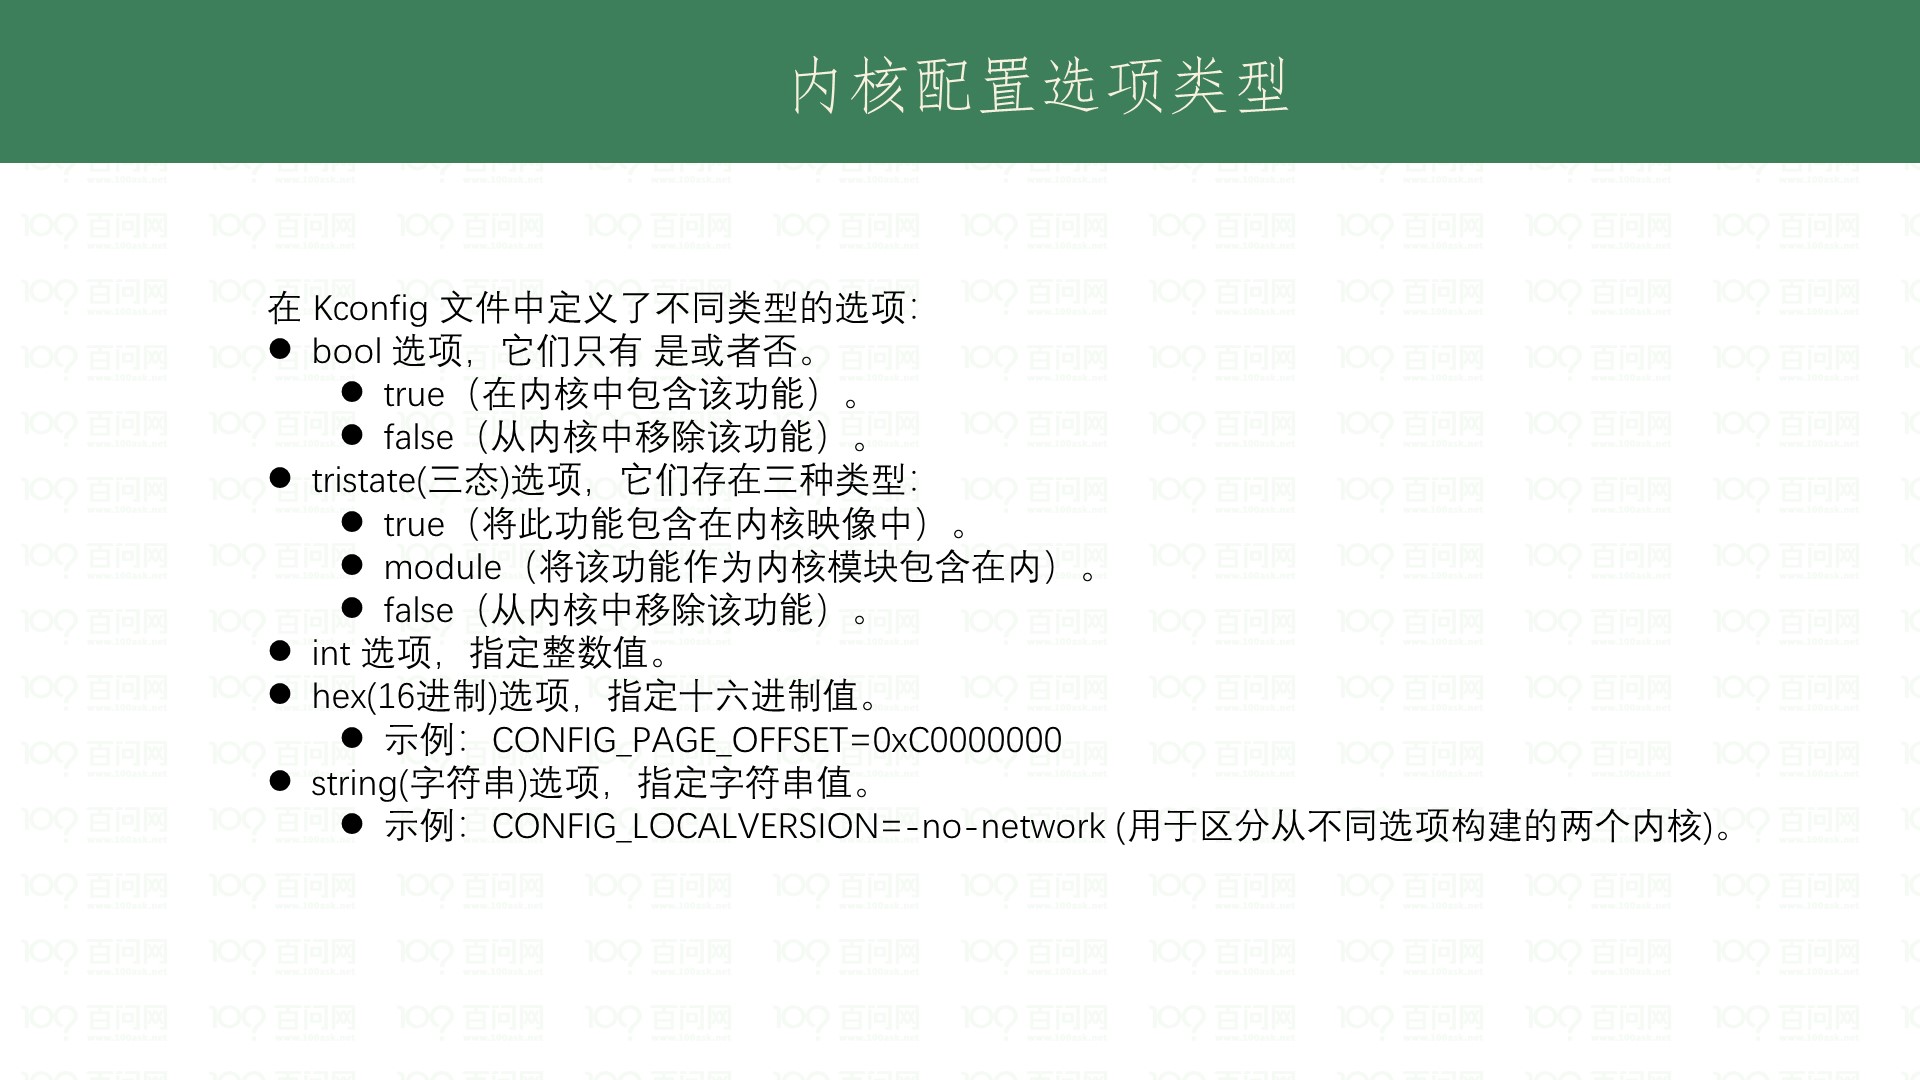 内核配置选项类型
在 Kconfig 文件中定义了不同类型的选项：
● bool 选项， 它们只有 是或者否。
● true（在内核中包含该功能）。
● false（从内核中移除该功能）。
● tristate(三态)选项，它们存在三种类型：
● true（将此功能包含在内核映像中）。
● module（将该功能作为内核模块包含在内）。
● false（从内核中移除该功能）。
● int 选项，指定整数值。
● hex(16进制)选项，指定十六进制值。
● 示例： CONFIG_PAGE_OFFSET=0xC0000000
● string(字符串)选项，指定字符串值。
● 示例： CONFIG_LOCALVERSION=-no-network (用于区分从不同选项构建的两个内核)。